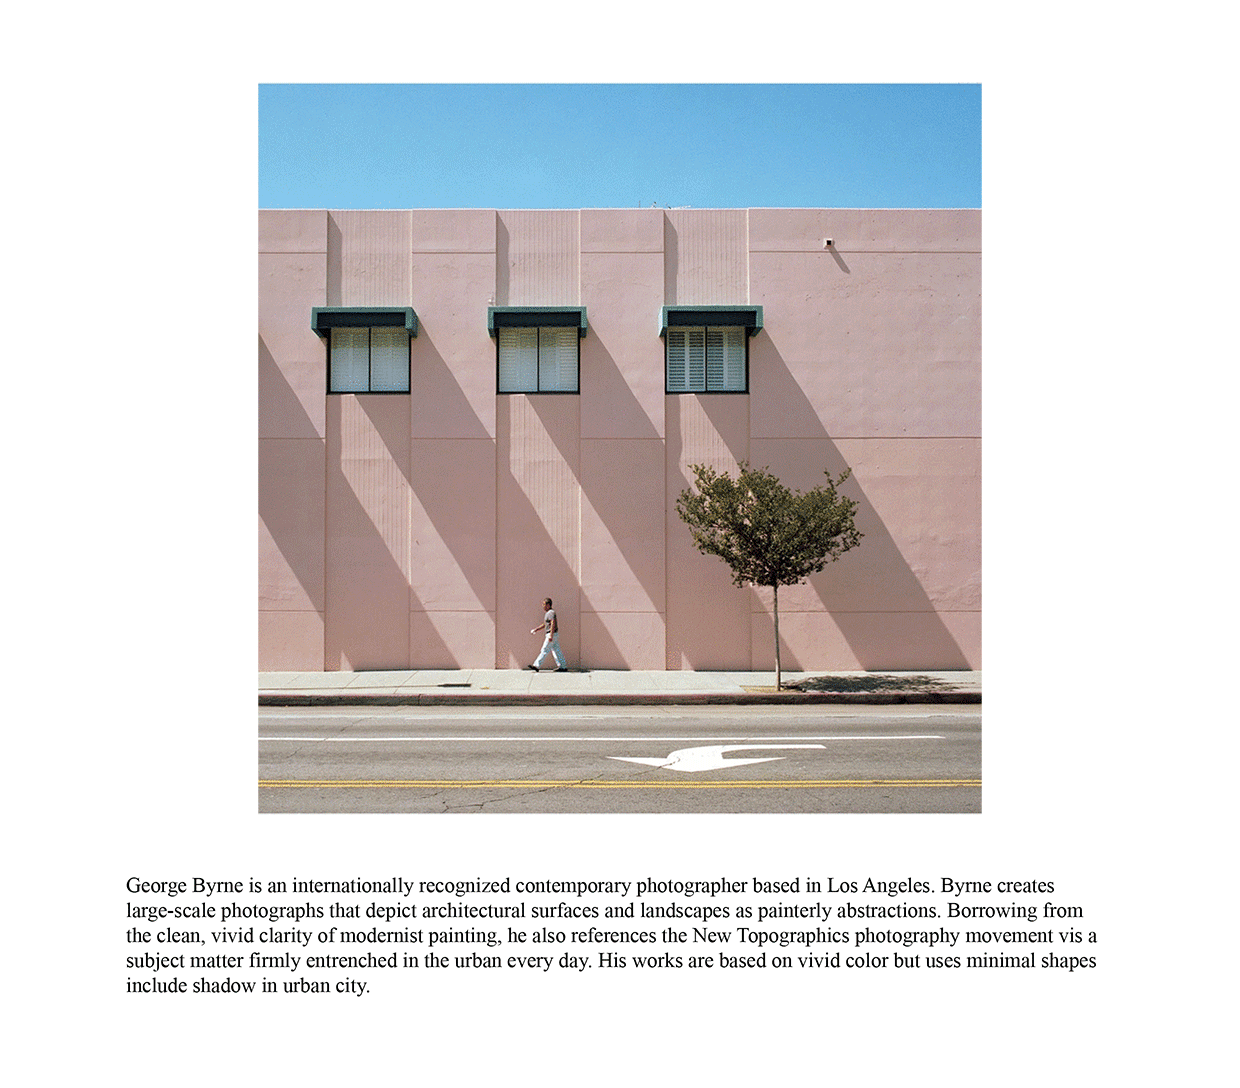 George Byrne is an internationally recognized contemporary photographer based in Los Angeles. Byrne creates
large-scale photographs that depict architectural surfaces and landscapes as painterly abstractions. Borrowing from
the clean, vivid clarity of modernist painting, he also references the New Topographics photography movement vis a
subject matter firmly entrenched in the urban every day. His works are based on vivid color but uses minimal shapes
include shadow in urban city.